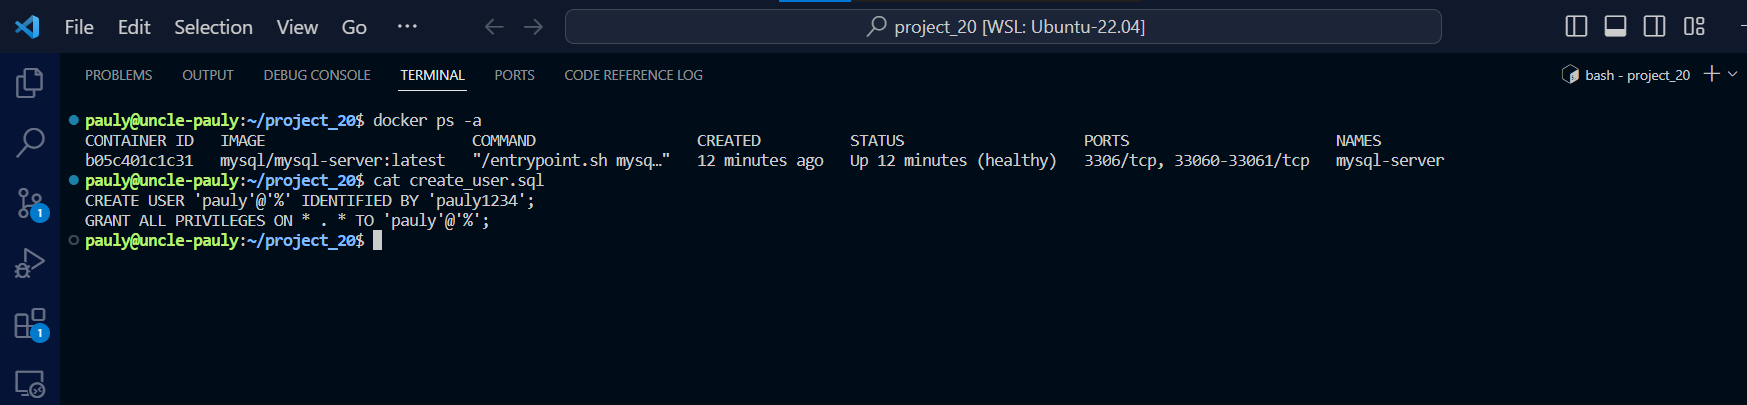 File Edit Selection View Go ··· project_20 [WSL: Ubuntu-22.04]
PROBLEMS OUTPUT DEBUG CONSOLE TERMINAL PORTS CODE REFERENCE LOG bash - project_20
pauly@uncle-pauly:~/project_20$ docker ps -a
CONTAINER ID IMAGE COMMAND CREATED STATUS PORTS NAMES
b05c401c1c31 mysql/mysql-server:latest "/entrypoint.sh mysq…" 12 minutes ago Up 12 minutes (healthy) 3306/tcp, 33060-33061/tcp mysql-server
pauly@uncle-pauly:~/project_20$ cat create_user.sql
CREATE USER 'pauly'@'%' IDENTIFIED BY 'pauly1234';
GRANT ALL PRIVILEGES ON * . * TO 'pauly'@'%';
pauly@uncle-pauly:~/project_20$
1
1